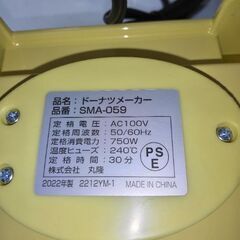 品名：ドーナツメーカー
品番：SMA-059
定格電圧：AC100V
定格周波数：50/60Hz
定格消費電力：750W
温度ヒューズ：240℃
定格時間：30分
株式会社 丸隆
PS
E
2022年製 2212YM-1 MADE IN CHINA